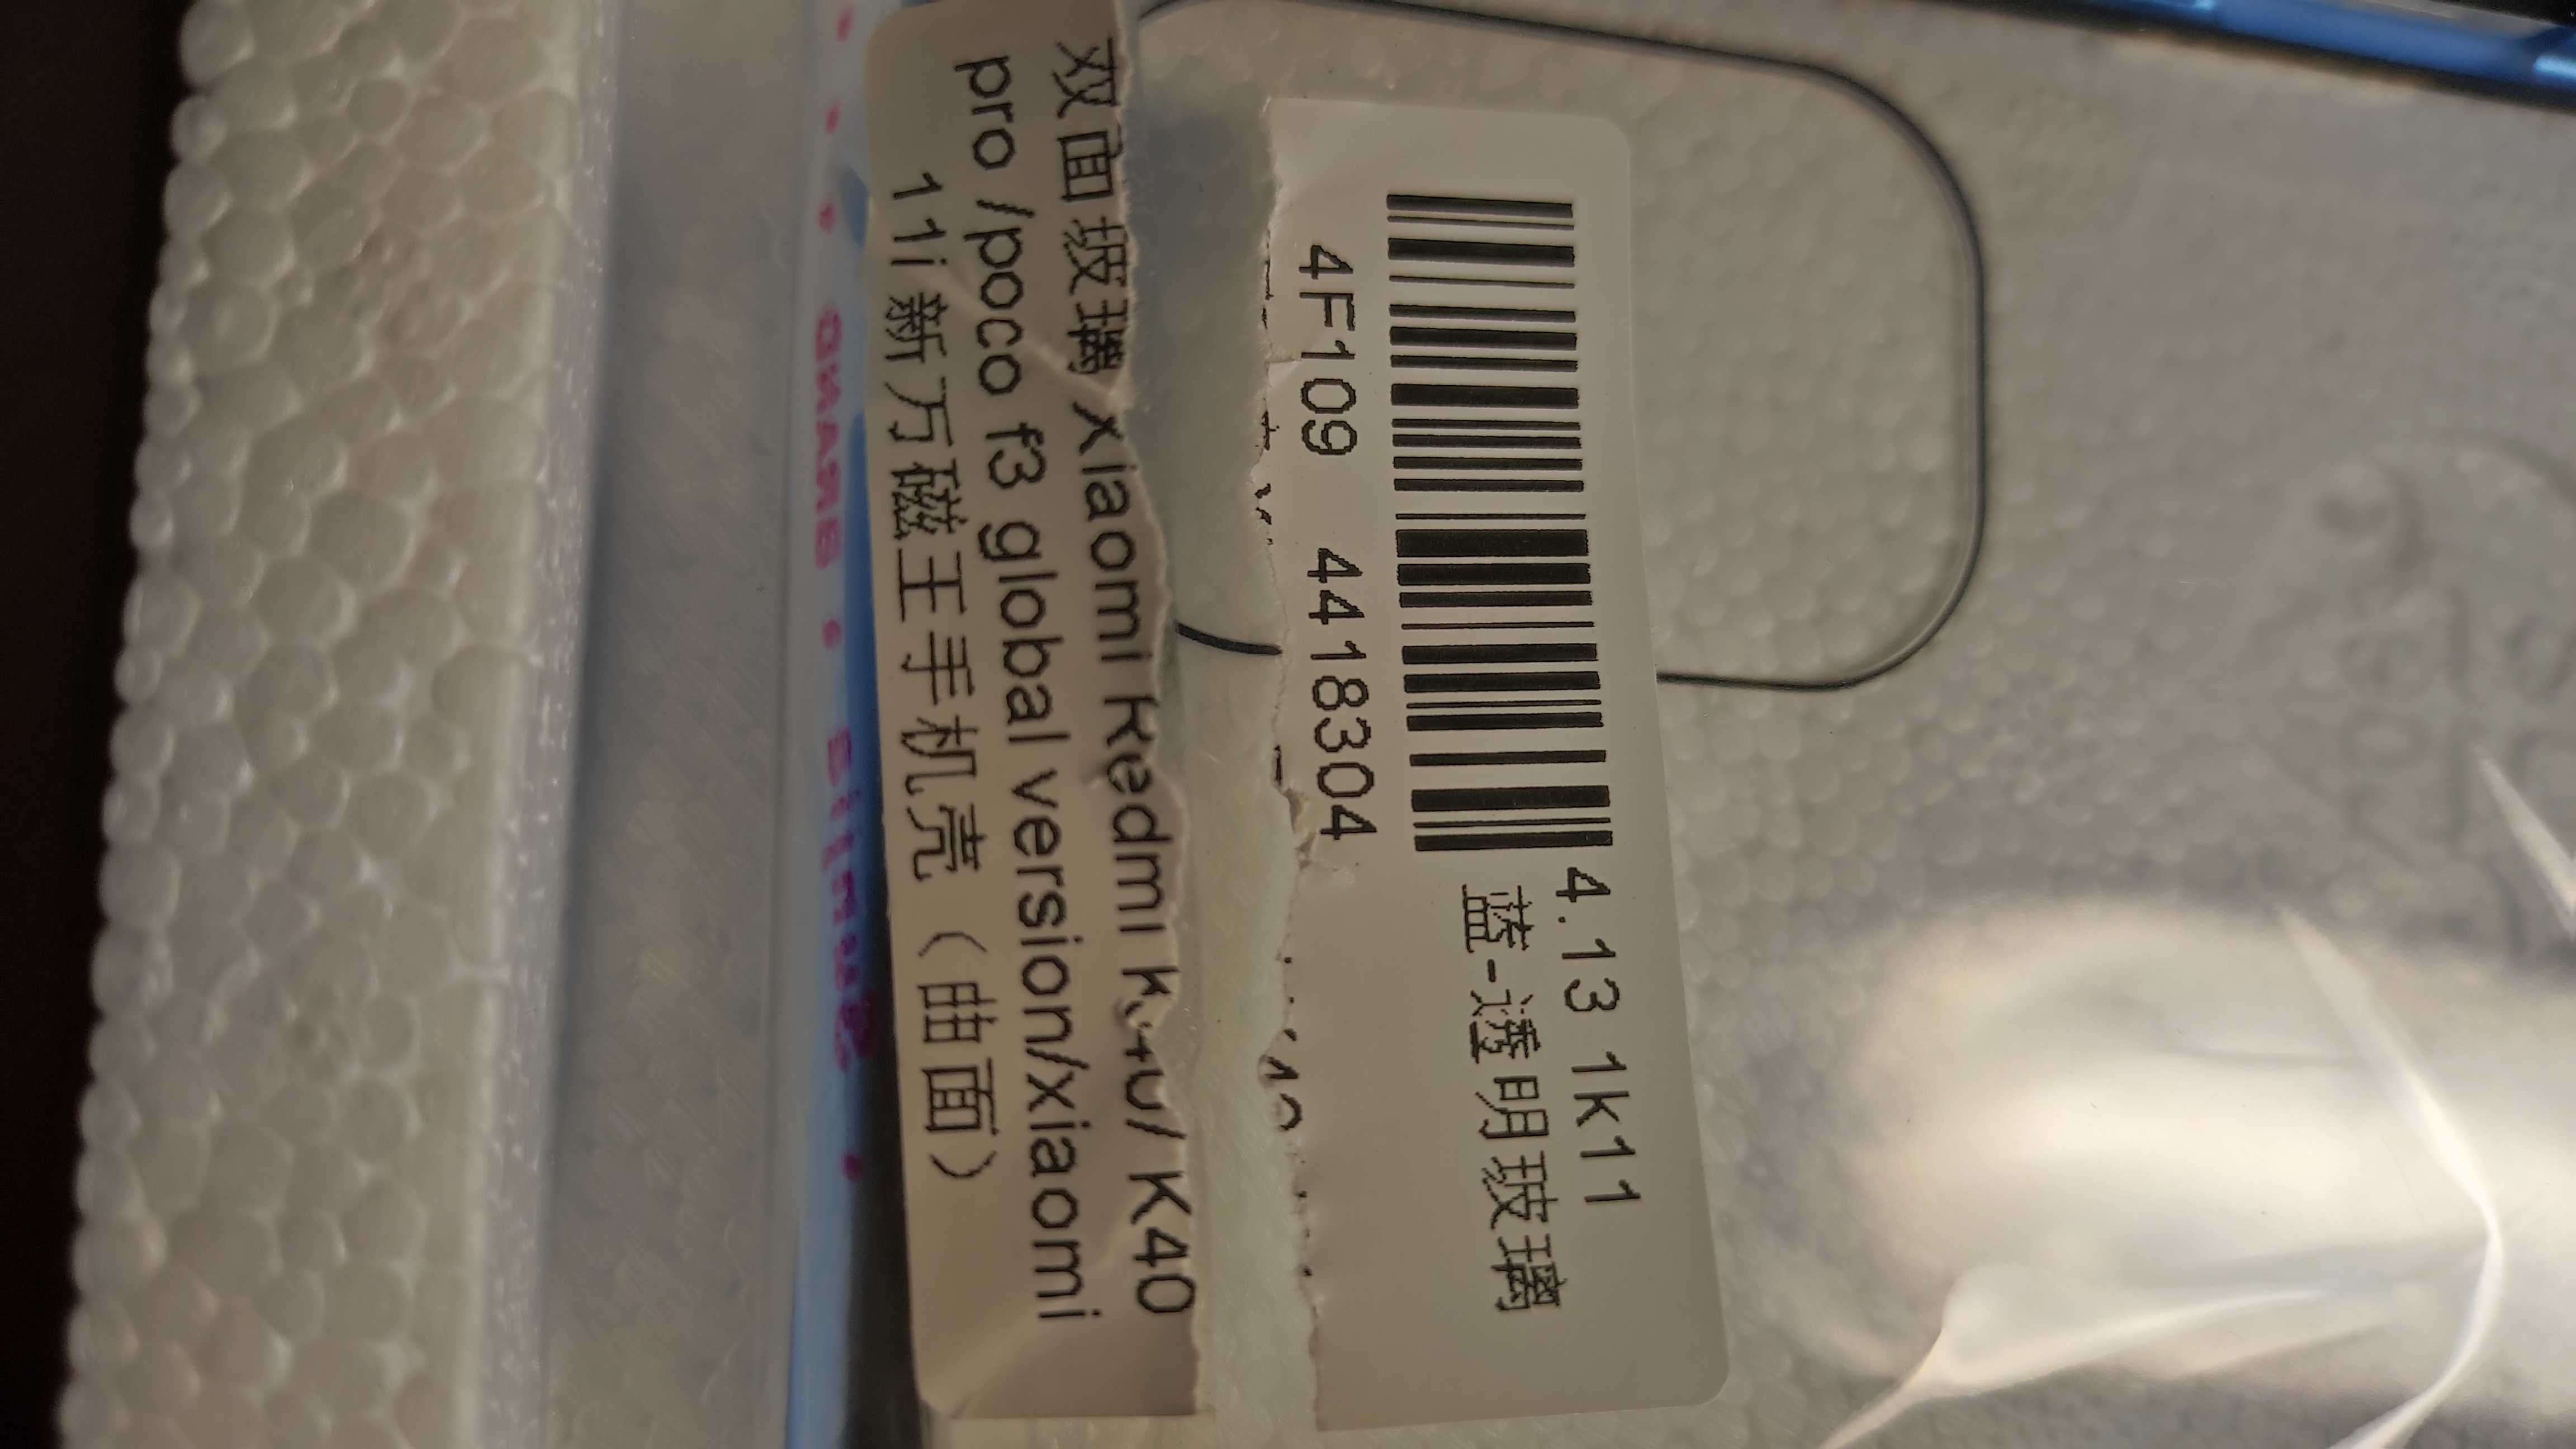 4.13 1k11
蓝-透明玻璃
4F109 4418304
双面玻璃 xiaomi Redmi K40/ K40
pro /poco f3 global version/xiaomi
11i 新万磁王手机壳 (曲面)